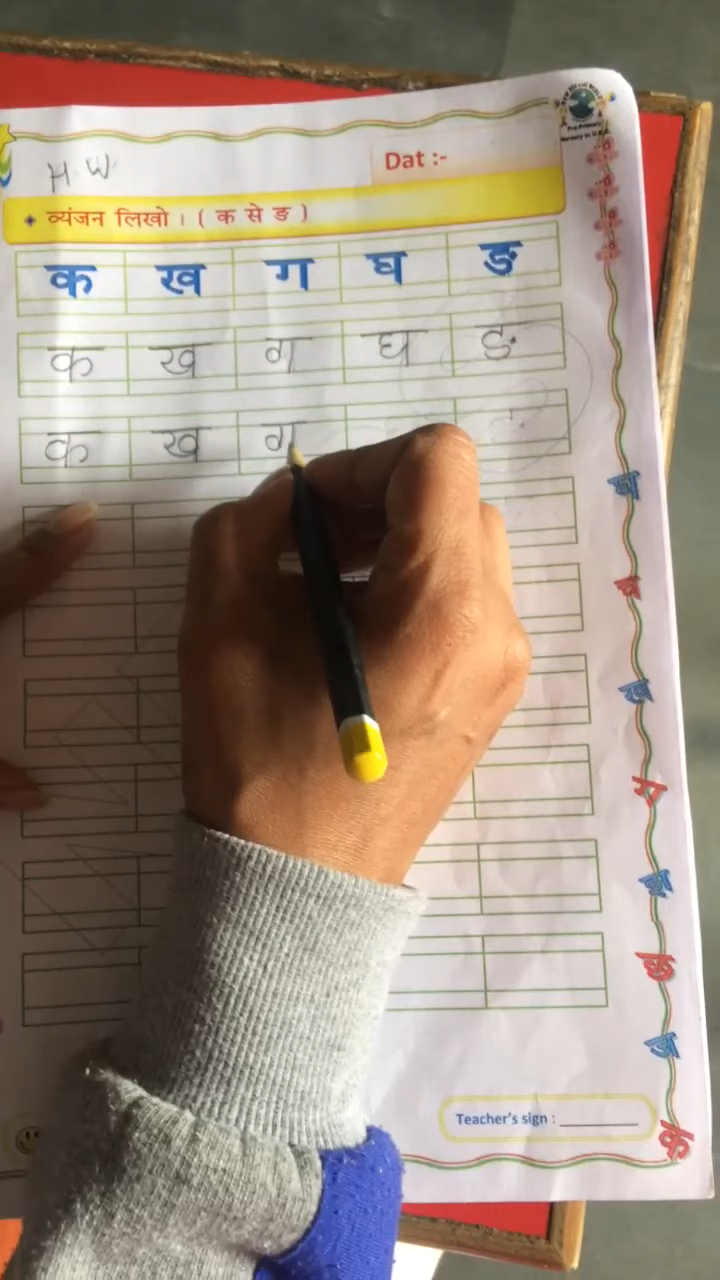 H.W.
Dat :-
व्यंजन लिखो । ( क से ङ )
क ख ग घ ङ
क ख ग घ ङ
क ख ग
घ
ख
ग
छ
ज
क
Teacher's sign :